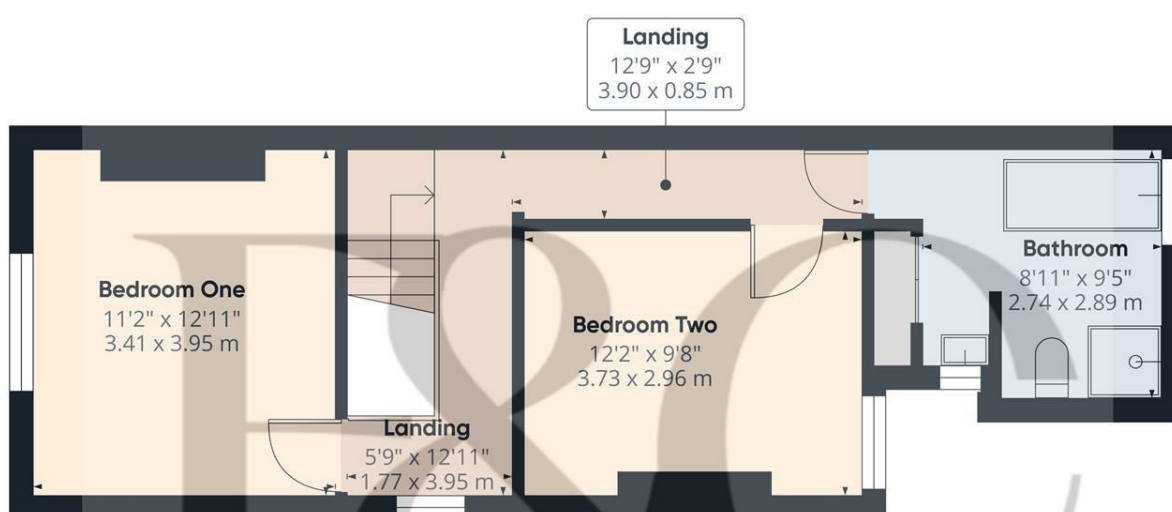 Landing
12'9" x 2'9"
3.90 x 0.85 m
Bedroom One
11'2" x 12'11"
3.41 x 3.95 m
Bathroom
8'11" x 9'5"
2.74 x 2.89 m
Bedroom Two
12'2" x 9'8"
3.73 x 2.96 m
Landing
5'9" x 12'11"
1.77 x 3.95 m
F&C